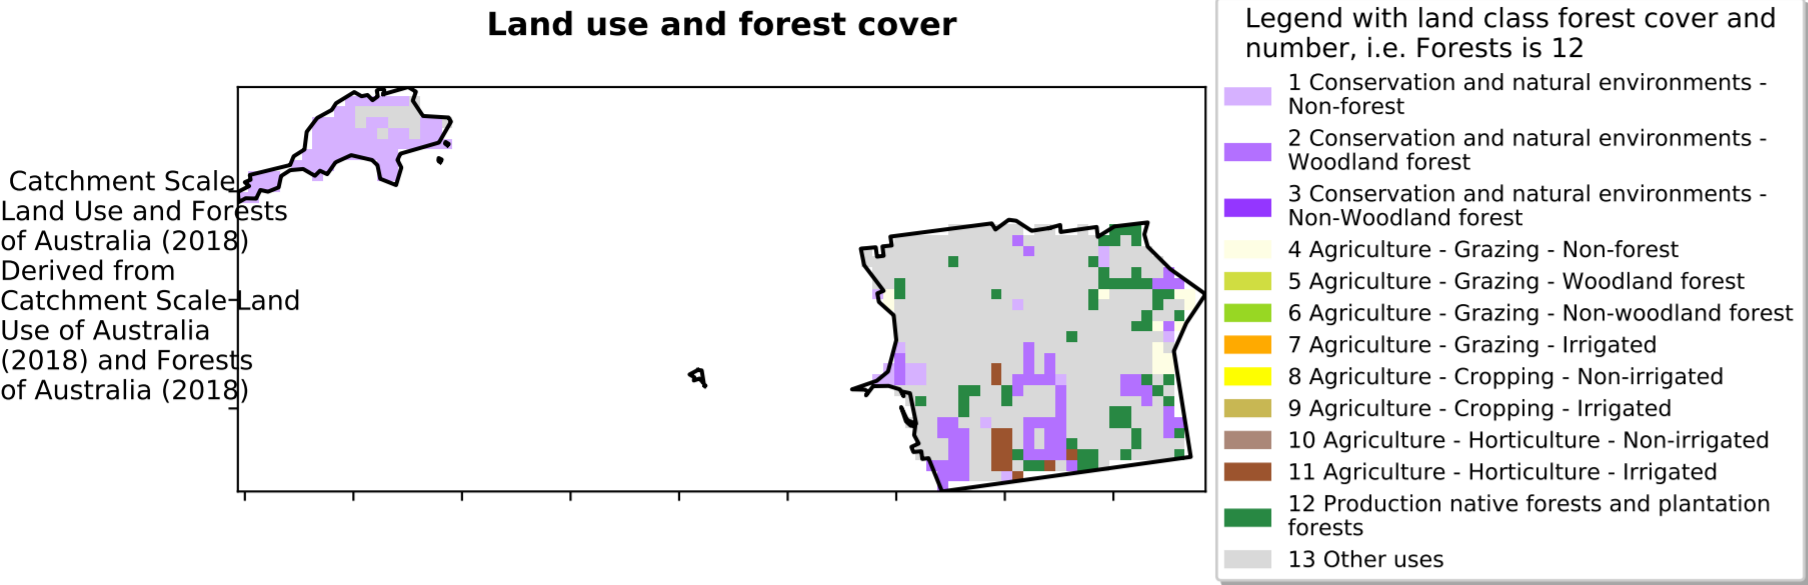 Land use and forest cover
Catchment Scale
Land Use and Forests
of Australia (2018)
Derived from
Catchment Scale Land
Use of Australia
(2018) and Forests
of Australia (2018)
Legend with land class forest cover and
number, i.e. Forests is 12
1 Conservation and natural environments -
Non-forest
2 Conservation and natural environments -
Woodland forest
3 Conservation and natural environments -
Non-Woodland forest
4 Agriculture - Grazing - Non-forest
5 Agriculture - Grazing - Woodland forest
6 Agriculture - Grazing - Non-woodland forest
7 Agriculture - Grazing - Irrigated
8 Agriculture - Cropping - Non-irrigated
9 Agriculture - Cropping - Irrigated
10 Agriculture - Horticulture - Non-irrigated
11 Agriculture - Horticulture - Irrigated
12 Production native forests and plantation
forests
13 Other uses